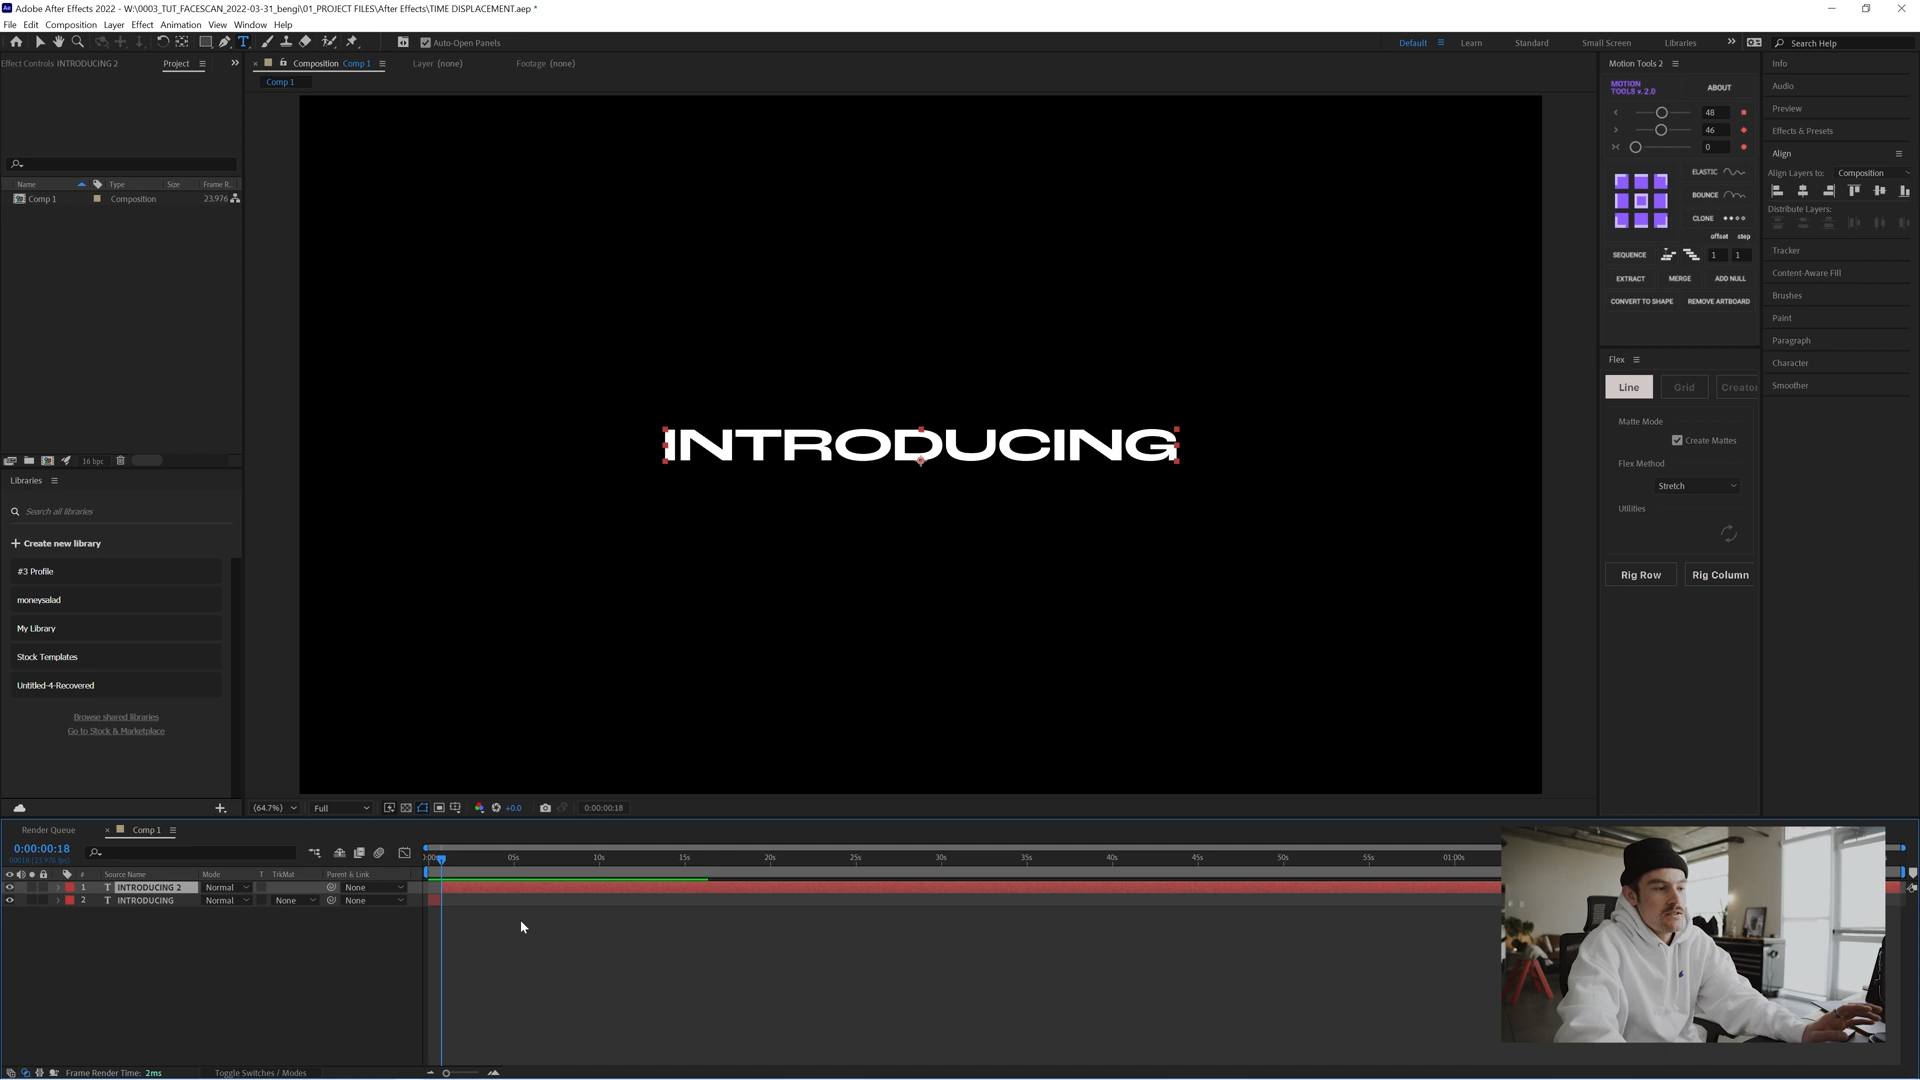 Adobe After Effects 2022 - W:\0003_TUT_FACESCAN_2022-03-31_bengi\01_PROJECT FILES\After Effects\TIME DISPLACEMENT.aep *
File Edit Composition Layer Effect Animation View Window Help
Auto-Open Panels
Default Learn Standard Small Screen Libraries
Search Help
Effect Controls INTRODUCING 2 Project
Composition Comp 1 Layer (none) Footage (none)
Comp 1
Name Type Size Frame R...
Comp 1 Composition 23.976
16 bpc
Libraries
Search all libraries
Create new library
#3 Profile
moneysalad
My Library
Stock Templates
Untitled-4-Recovered
Browse shared libraries
Go to Stock & Marketplace
INTRODUCING
(64.7%) Full +0.0 0:00:00:18
Motion Tools 2
MOTION TOOLS v. 2.0 ABOUT
48
46
0
ELASTIC
BOUNCE
CLONE
offset step
SEQUENCE 1 1
EXTRACT MERGE ADD NULL
CONVERT TO SHAPE REMOVE ARTBOARD
Flex
Line Grid Creator
Matte Mode
Create Mattes
Flex Method
Stretch
Utilities
Rig Row Rig Column
Info
Audio
Preview
Effects & Presets
Align
Align Layers to: Composition
Distribute Layers:
Tracker
Content-Aware Fill
Brushes
Paint
Paragraph
Character
Smoother
Render Queue Comp 1
0:00:00:18
00018 (23.976 fps)
05s 10s 15s 20s 25s 30s 35s 40s 45s 50s 55s 01:00s
# Source Name Mode T TrkMat Parent & Link
1 T INTRODUCING 2 Normal None
2 T INTRODUCING Normal None None
Frame Render Time: 2ms Toggle Switches / Modes